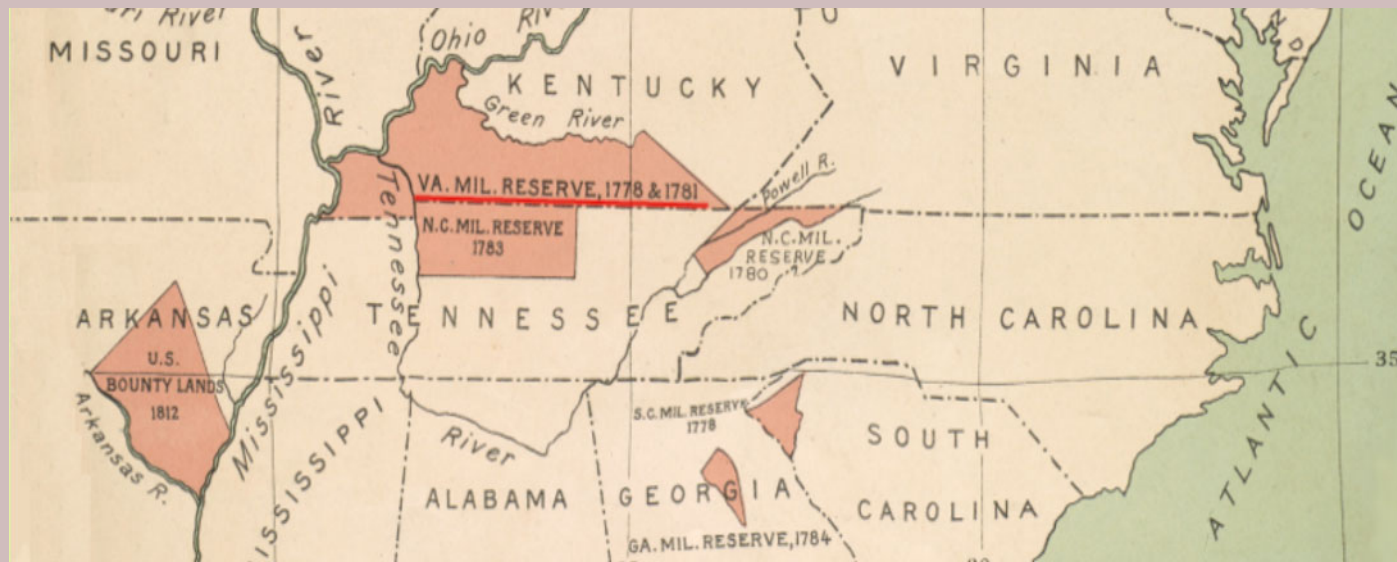 River
MISSOURI
River
Ohio
KENTUCKY
Green River
VIRGINIA
OCEAN
Powell R.
VA. MIL. RESERVE, 1778 & 1781
Tennessee
N.C. MIL. RESERVE
1783
N.C. MIL.
RESERVE
1780
ARKANSAS
TENNESSEE
NORTH CAROLINA
U.S.
BOUNTY LANDS
1812
Arkansas R.
Mississippi
ATLANTIC
35
S.C. MIL. RESERVE
1778
River
ISSISSIPPI
ALABAMA
GEORGIA
SOUTH
CAROLINA
GA. MIL. RESERVE, 1784